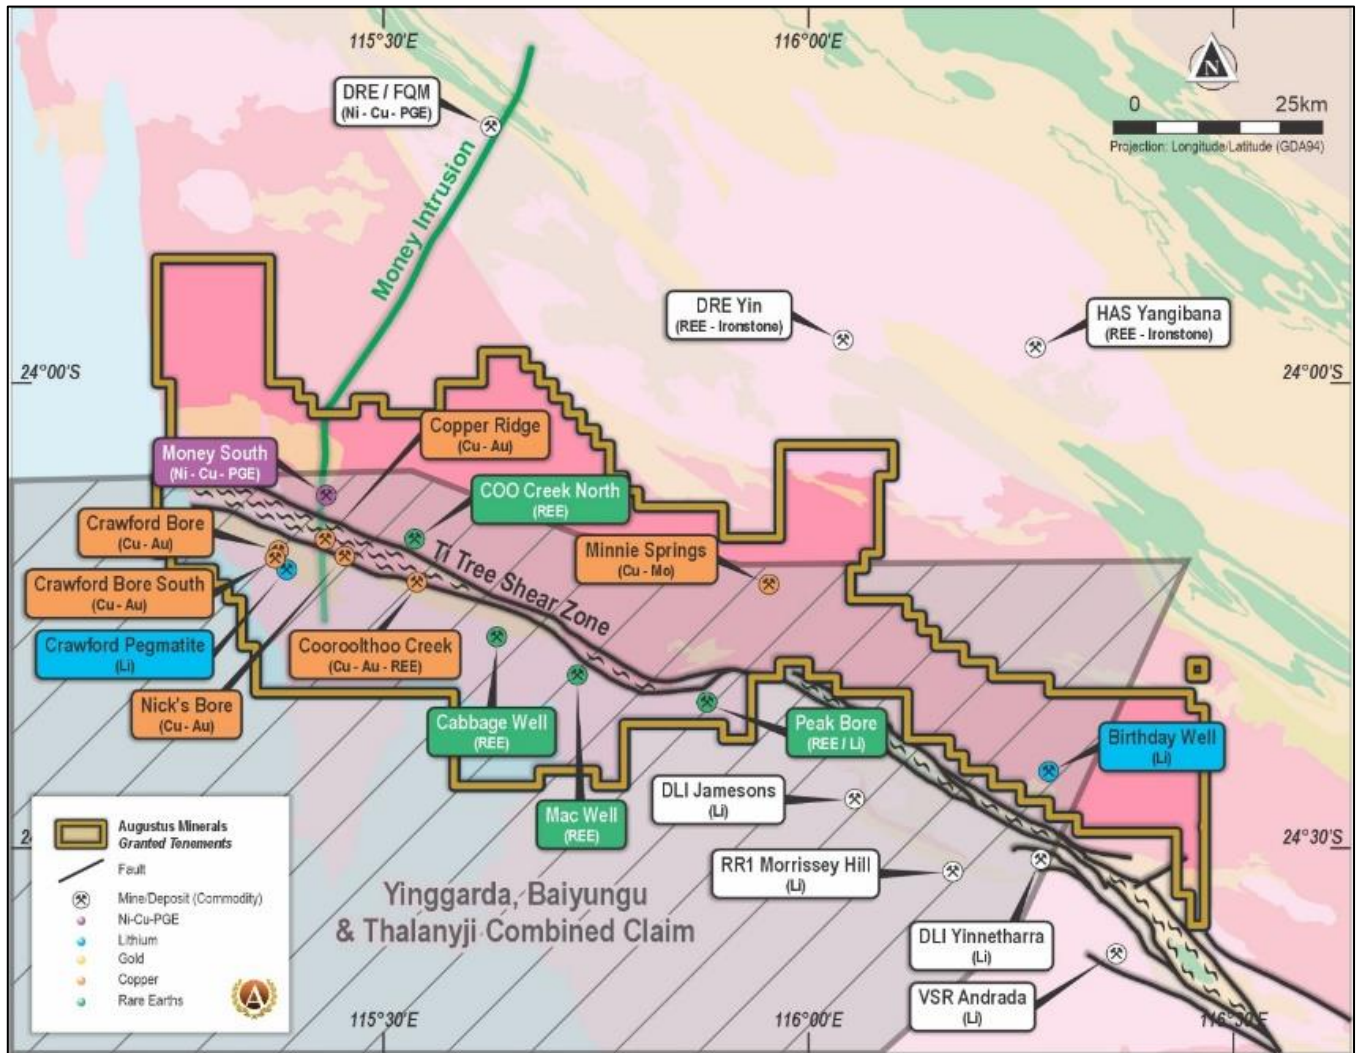 115°30'E
116°00'E
N
0
25km
Projection: Longitude/Latitude (GDA94)
DRE / FQM
(Ni - Cu - PGE)
Money Intrusion
DRE Yin
(REE - Ironstone)
HAS Yangibana
(REE - Ironstone)
24°00'S
24°00'S
Copper Ridge
(Cu - Au)
Money South
(Ni - Cu - PGE)
COO Creek North
(REE)
Crawford Bore
(Cu - Au)
Minnie Springs
(Cu - Mo)
Ti Tree Shear Zone
Crawford Bore South
(Cu - Au)
Crawford Pegmatite
(Li)
Cooroolthoo Creek
(Cu - Au - REE)
Nick's Bore
(Cu - Au)
Cabbage Well
(REE)
Peak Bore
(REE / Li)
Birthday Well
(Li)
DLI Jamesons
(Li)
Mac Well
(REE)
24°30'S
RR1 Morrissey Hill
(Li)
DLI Yinnetharra
(Li)
VSR Andrada
(Li)
Yinggarda, Baiyungu
& Thalanyji Combined Claim
Augustus Minerals
Granted Tenements
Fault
Mine/Deposit (Commodity)
Ni-Cu-PGE
Lithium
Gold
Copper
Rare Earths
A
115°30'E
116°00'E
116°30'E